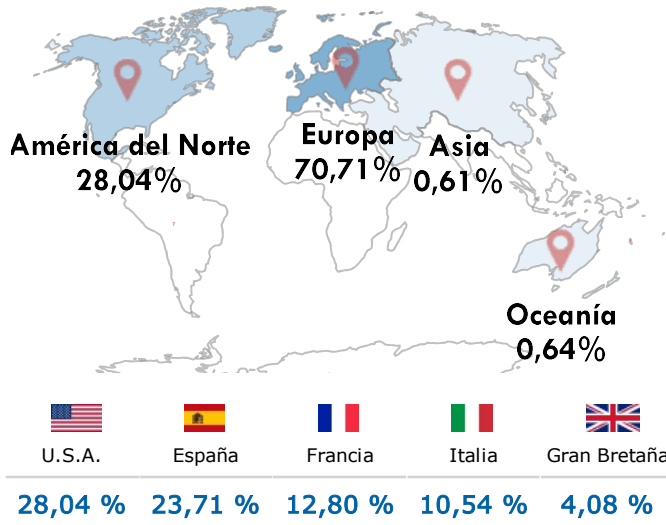 América del Norte
28,04%
Europa
70,71%
Asia
0,61%
Oceanía
0,64%
U.S.A. España Francia Italia Gran Bretaña
28,04 % 23,71 % 12,80 % 10,54 % 4,08 %